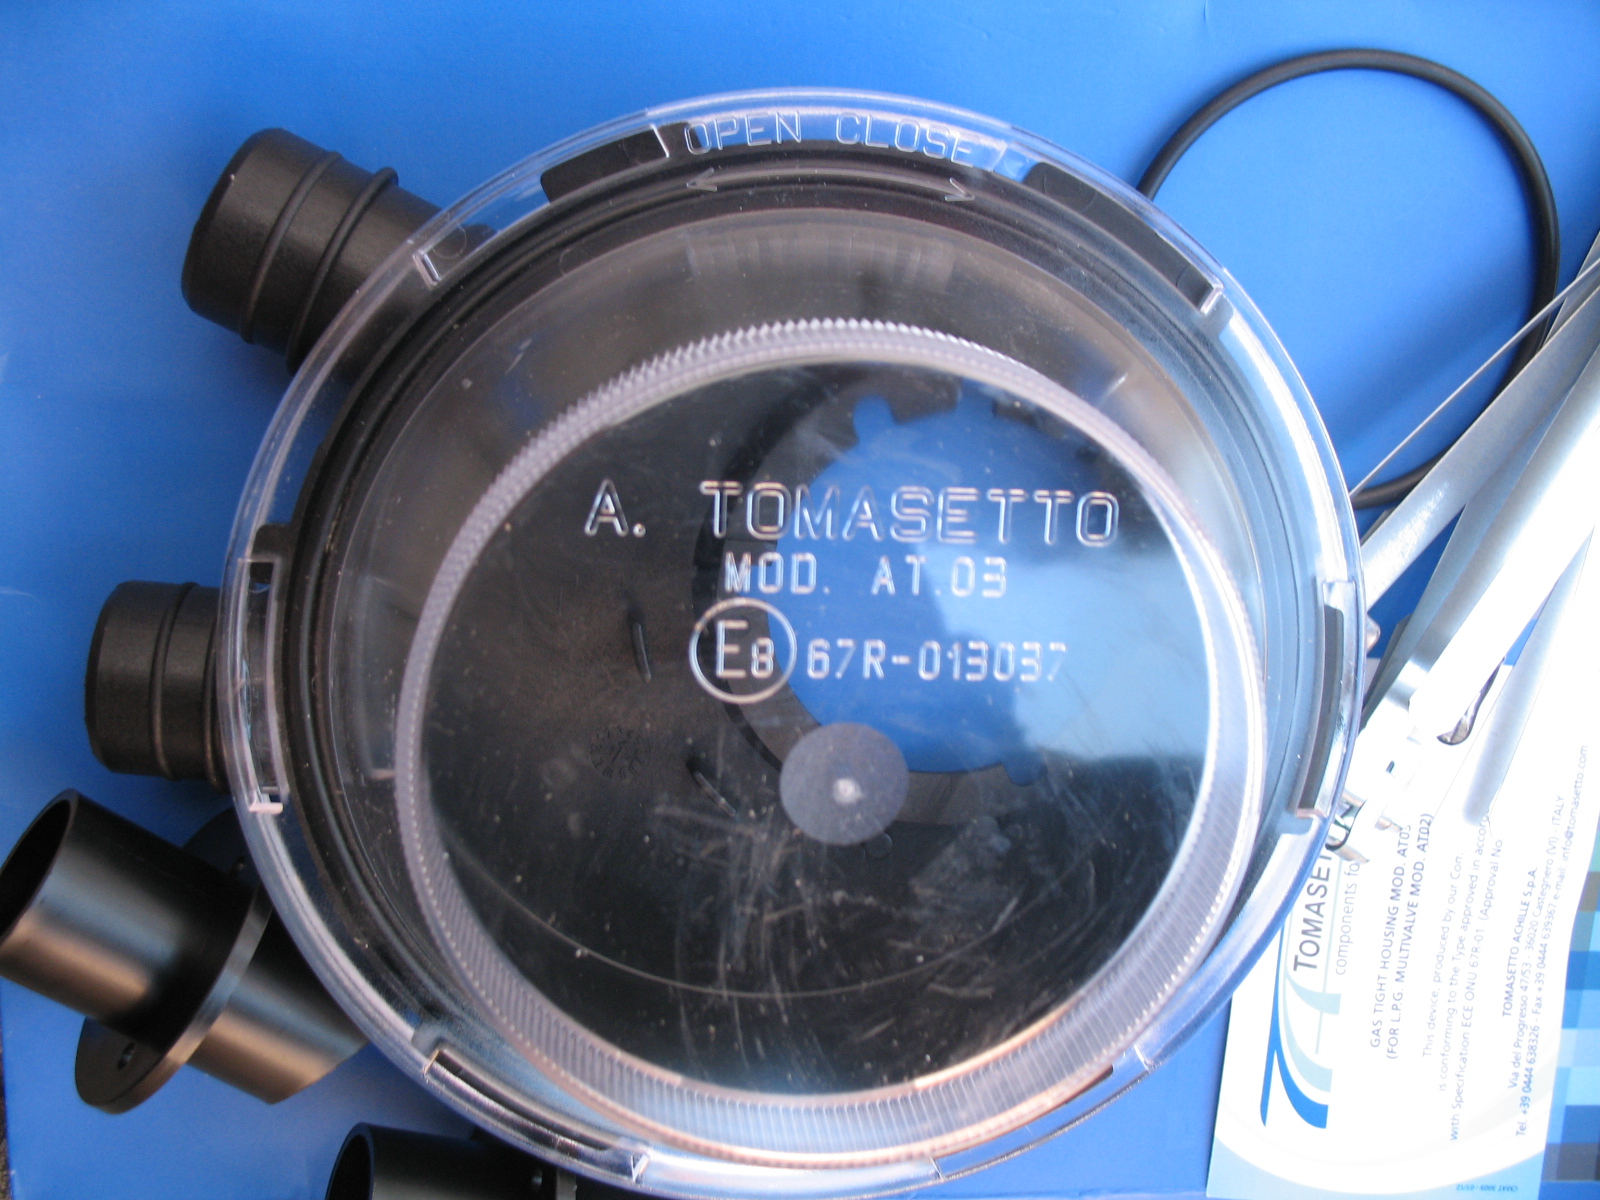 OPEN CLOSE
A. TOMASETTO
MOD. AT.03
E8 67R-013037
TOMASETTO
components for
GAS TIGHT HOUSING MOD. AT03
(FOR L.P.G. MULTIVALVE MOD. AT02)
This device, produced by our Com
is conforming to the Type approved in accord
with Specification ECE ONU 67R-01 (Approval No
TOMASETTO ACHILLE S.p.A.
Via del Progresso 47/53 - 36020 Castegnero (VI) - ITALY
Tel. +39 0444 638326 - Fax +39 0444 639367 e-mail: info@tomasetto.com